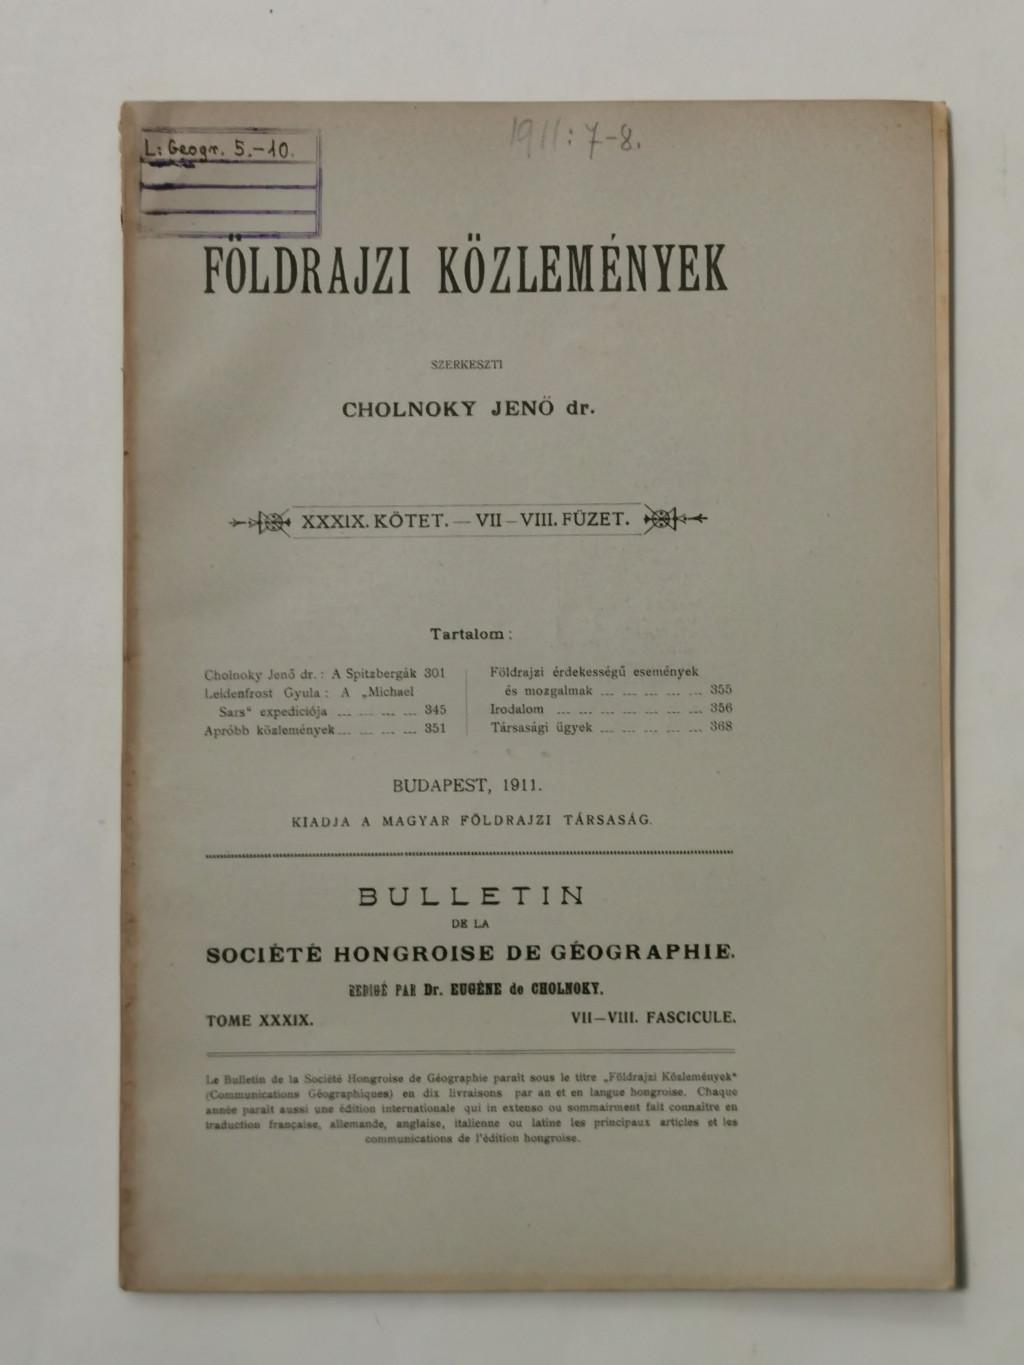 L: Geogr. 5.-10.
1911: 7-8.
FÖLDRAJZI KÖZLEMÉNYEK
SZERKESZTI
CHOLNOKY JENŐ dr.
XXXIX. KÖTET. — VII–VIII. FÜZET.
Tartalom:
Cholnoky Jenő dr.: A Spitzbergák 301
Leidenfrost Gyula: A „Michael
Sars" expediciója ... ... ... ... 345
Apróbb közlemények ... ... ... ... 351
Földrajzi érdekességű események
és mozgalmak ... ... ... ... ... 355
Irodalom ... ... ... ... ... ... ... 356
Társasági ügyek ... ... ... ... ... 368
BUDAPEST, 1911.
KIADJA A MAGYAR FÖLDRAJZI TÁRSASÁG.
BULLETIN
DE LA
SOCIÉTÉ HONGROISE DE GÉOGRAPHIE.
REDIGÉ PAR Dr. EUGÈNE de CHOLNOKY.
TOME XXXIX.
VII–VIII. FASCICULE.
Le Bulletin de la Société Hongroise de Géographie paraît sous le titre „Földrajzi Közlemények"
(Communications Géographiques) en dix livraisons par an et en langue hongroise. Chaque
année paraît aussi une édition internationale qui in extenso ou sommairment fait connaître en
traduction française, allemande, anglaise, italienne ou latine les principaux articles et les
communications de l'édition hongroise.